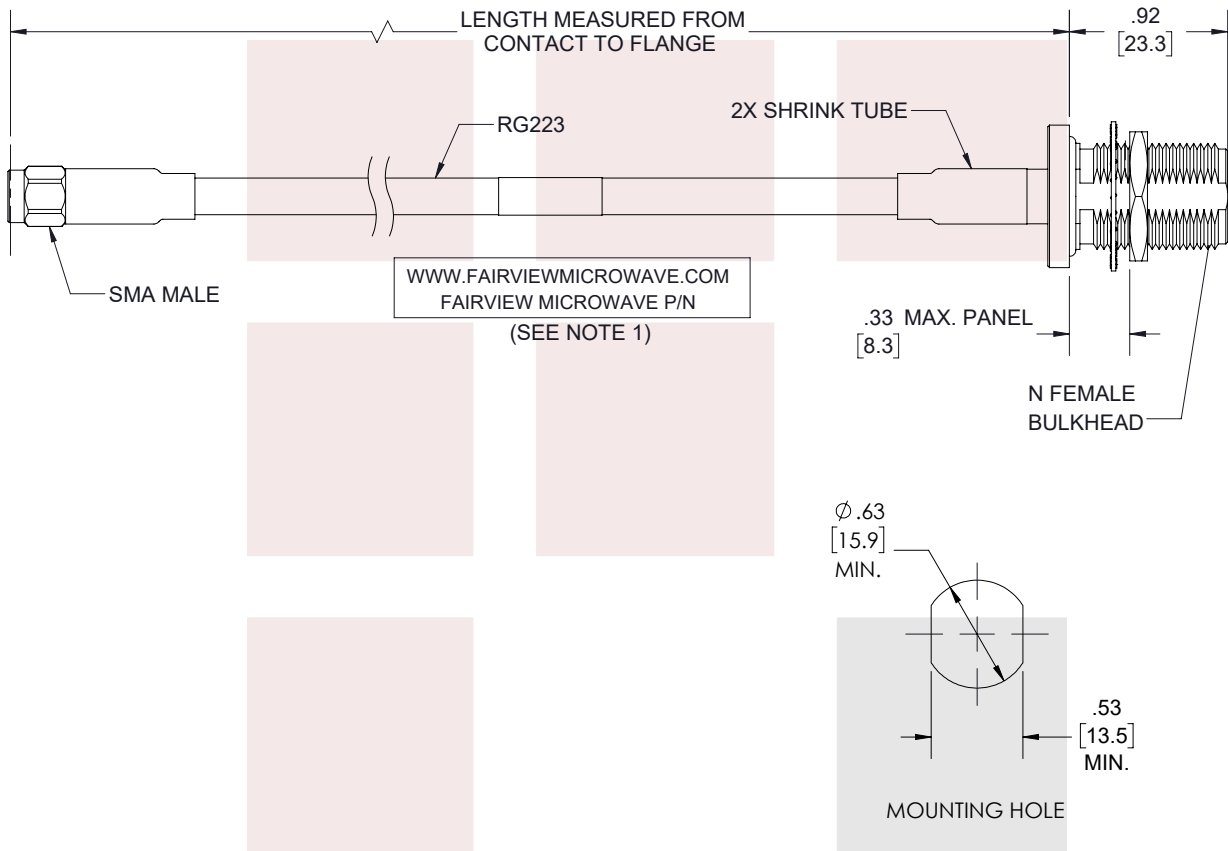 LENGTH MEASURED FROM
CONTACT TO FLANGE
.92
[23.3]
RG223
2X SHRINK TUBE
SMA MALE
WWW.FAIRVIEWMICROWAVE.COM
FAIRVIEW MICROWAVE P/N
(SEE NOTE 1)
.33 MAX. PANEL
[8.3]
N FEMALE
BULKHEAD
∅ .63
[15.9]
MIN.
.53
[13.5]
MIN.
MOUNTING HOLE